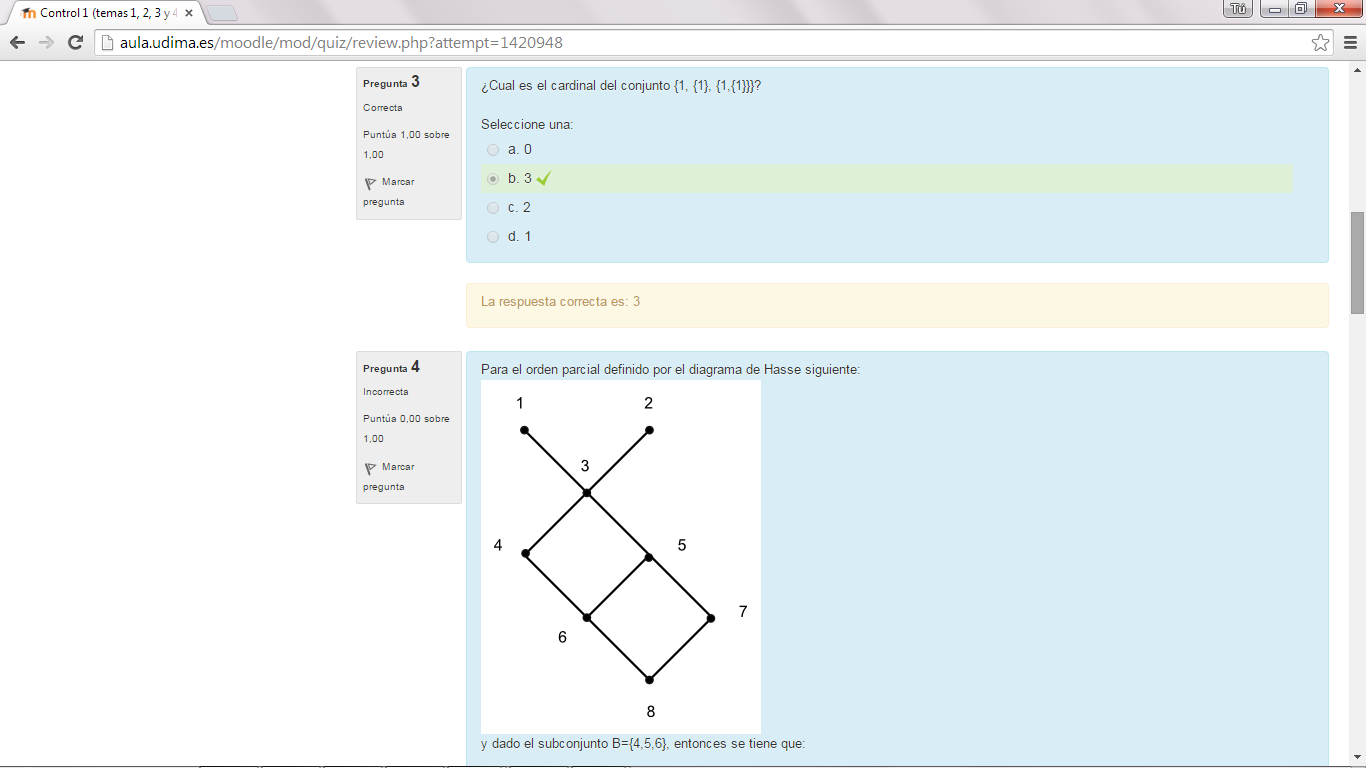 Control 1 (temas 1, 2, 3 y 4
Tú
aula.udima.es/moodle/mod/quiz/review.php?attempt=1420948
Pregunta 3
Correcta
Puntúa 1,00 sobre
1,00
Marcar
pregunta
¿Cual es el cardinal del conjunto {1, {1}, {1,{1}}}?
Seleccione una:
a. 0
b. 3
c. 2
d. 1
La respuesta correcta es: 3
Pregunta 4
Incorrecta
Puntúa 0,00 sobre
1,00
Marcar
pregunta
Para el orden parcial definido por el diagrama de Hasse siguiente:
1 2
3
4 5
7
6
8
y dado el subconjunto B={4,5,6}, entonces se tiene que: